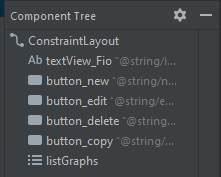 Component Tree
ConstraintLayout
Ab textView_Fio "@string/i...
button_new "@string/n...
button_edit "@string/e...
button_delete "@string/...
button_copy "@string/...
listGraphs